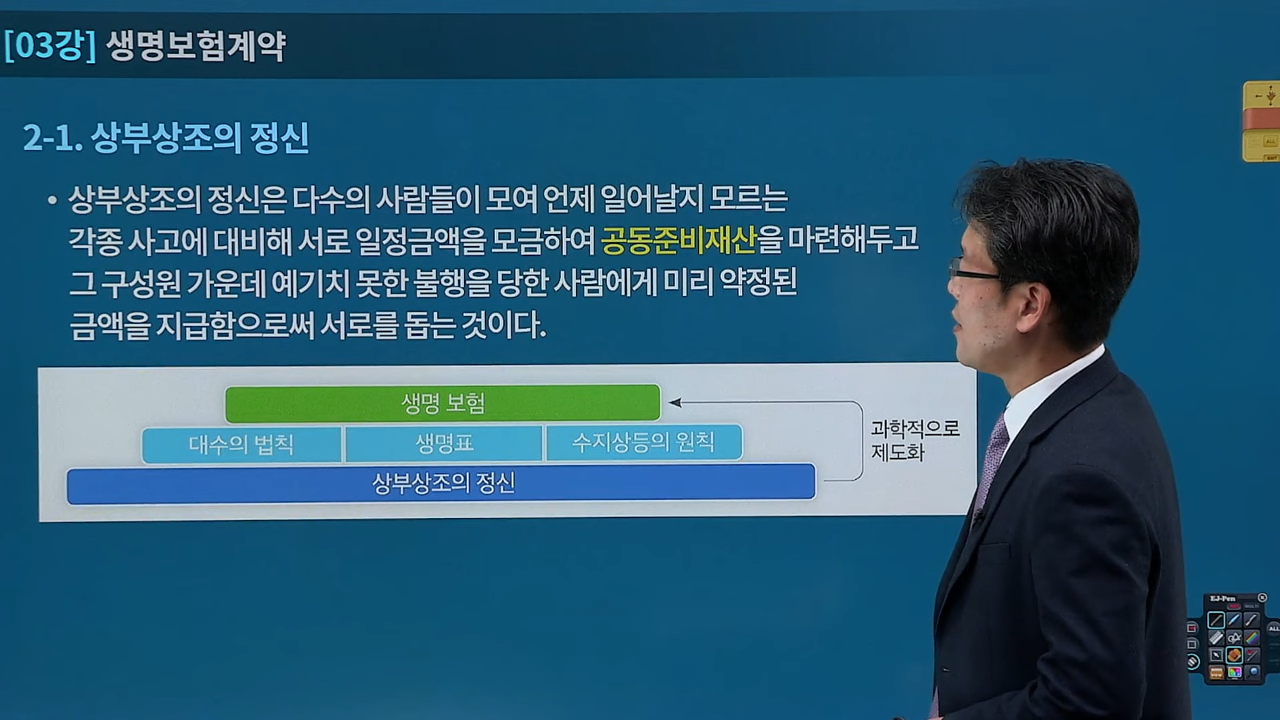 [03강] 생명보험계약
2-1. 상부상조의 정신
• 상부상조의 정신은 다수의 사람들이 모여 언제 일어날지 모르는
각종 사고에 대비해 서로 일정금액을 모금하여 공동준비재산을 마련해두고
그 구성원 가운데 예기치 못한 불행을 당한 사람에게 미리 약정된
금액을 지급함으로써 서로를 돕는 것이다.
생명 보험
대수의 법칙
생명표
수지상등의 원칙
상부상조의 정신
과학적으로
제도화
EJ-Pen
ALL